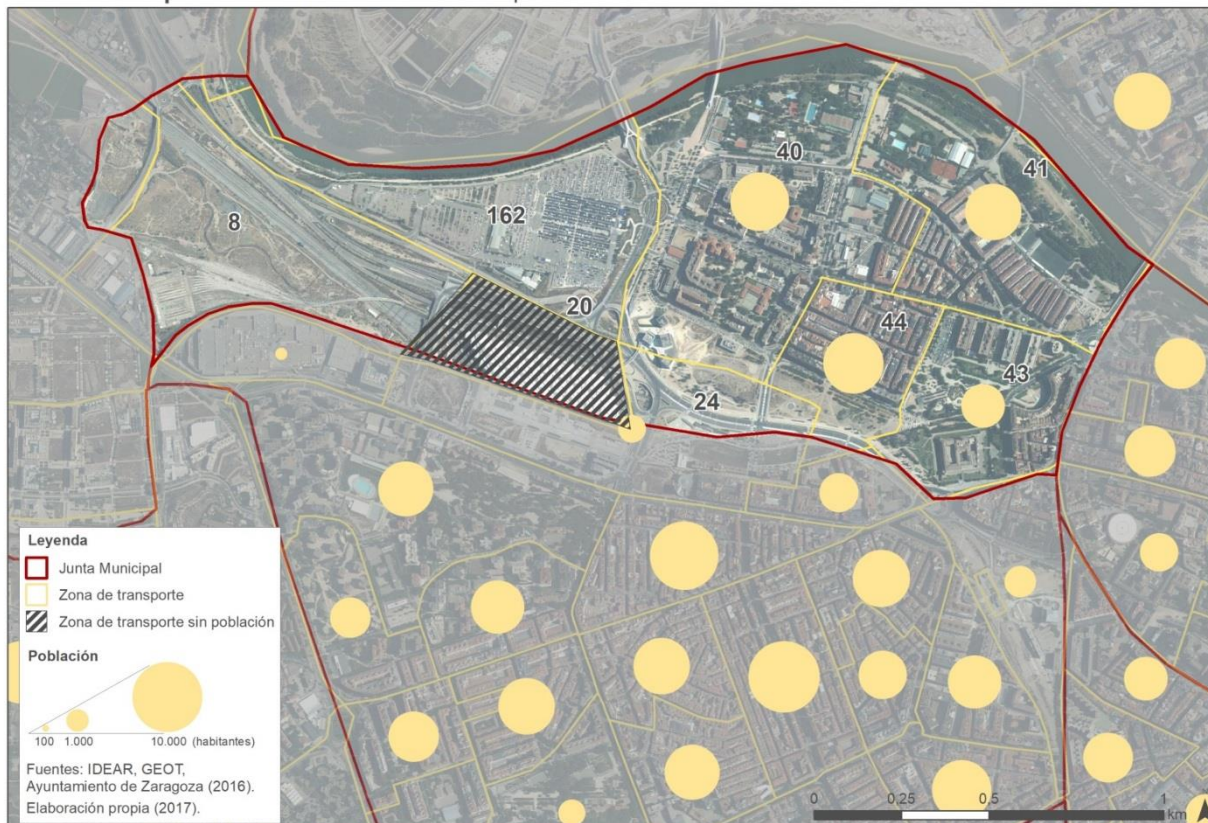 40
41
8
162
20
44
43
24
Leyenda
Junta Municipal
Zona de transporte
Zona de transporte sin población
Población
100 1.000 10.000 (habitantes)
Fuentes: IDEAR, GEOT,
Ayuntamiento de Zaragoza (2016).
Elaboración propia (2017).
0 0,25 0,5 1
km